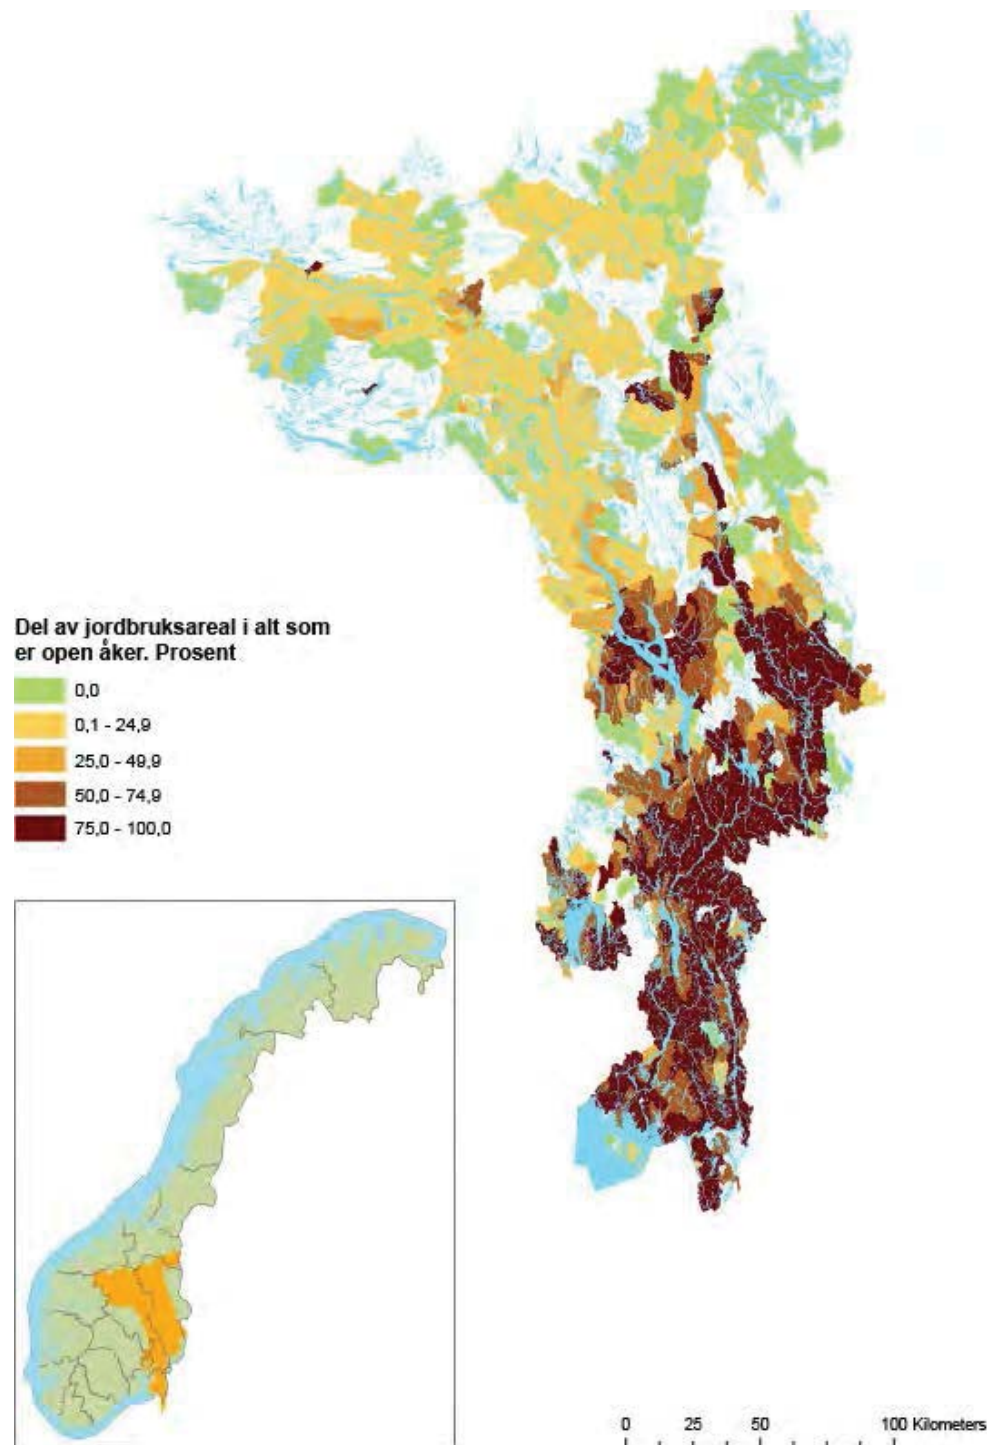 Del av jordbruksareal i alt som
er open åker. Prosent
0,0
0,1 - 24,9
25,0 - 49,9
50,0 - 74,9
75,0 - 100,0
0 25 50 100 Kilometers